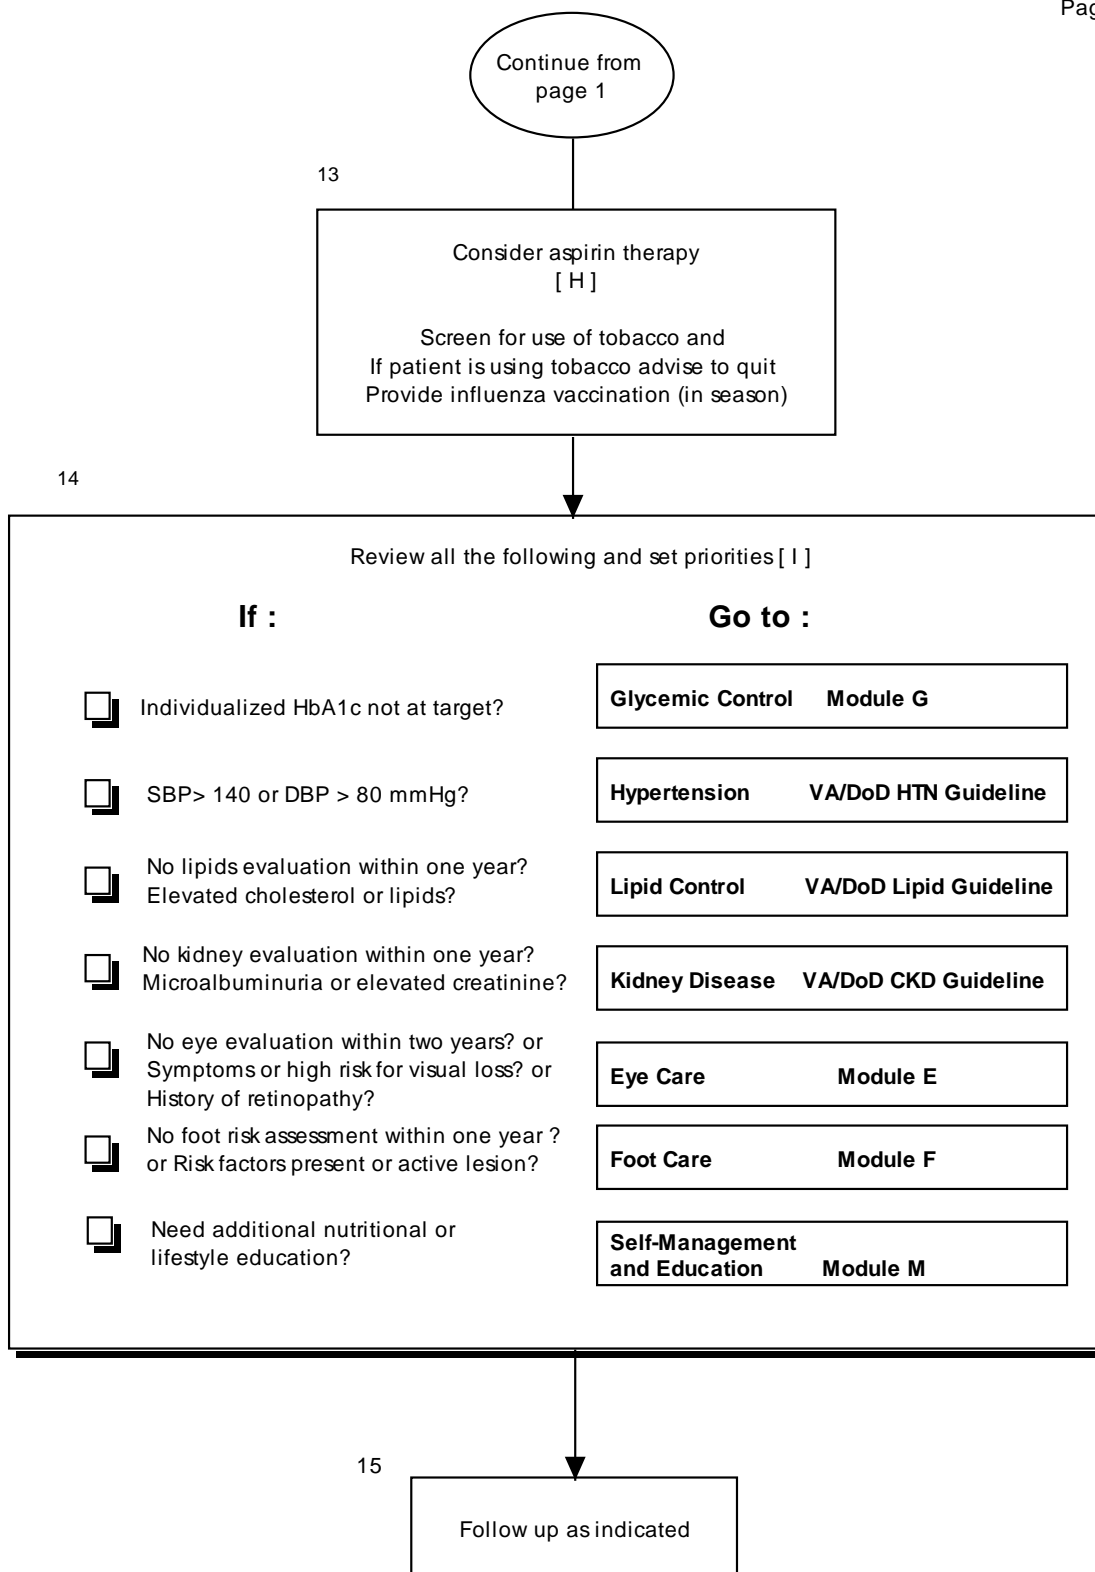 Pag
Continue from
page 1
13
Consider aspirin therapy
[ H ]
Screen for use of tobacco and
If patient is using tobacco advise to quit
Provide influenza vaccination (in season)
14
Review all the following and set priorities [ I ]
If : Go to :
Individualized HbA1c not at target?
Glycemic Control Module G
SBP> 140 or DBP > 80 mmHg?
Hypertension VA/DoD HTN Guideline
No lipids evaluation within one year?
Elevated cholesterol or lipids?
Lipid Control VA/DoD Lipid Guideline
No kidney evaluation within one year?
Microalbuminuria or elevated creatinine?
Kidney Disease VA/DoD CKD Guideline
No eye evaluation within two years? or
Symptoms or high risk for visual loss? or
History of retinopathy?
Eye Care Module E
No foot risk assessment within one year ?
or Risk factors present or active lesion?
Foot Care Module F
Need additional nutritional or
lifestyle education?
Self-Management
and Education Module M
15
Follow up as indicated